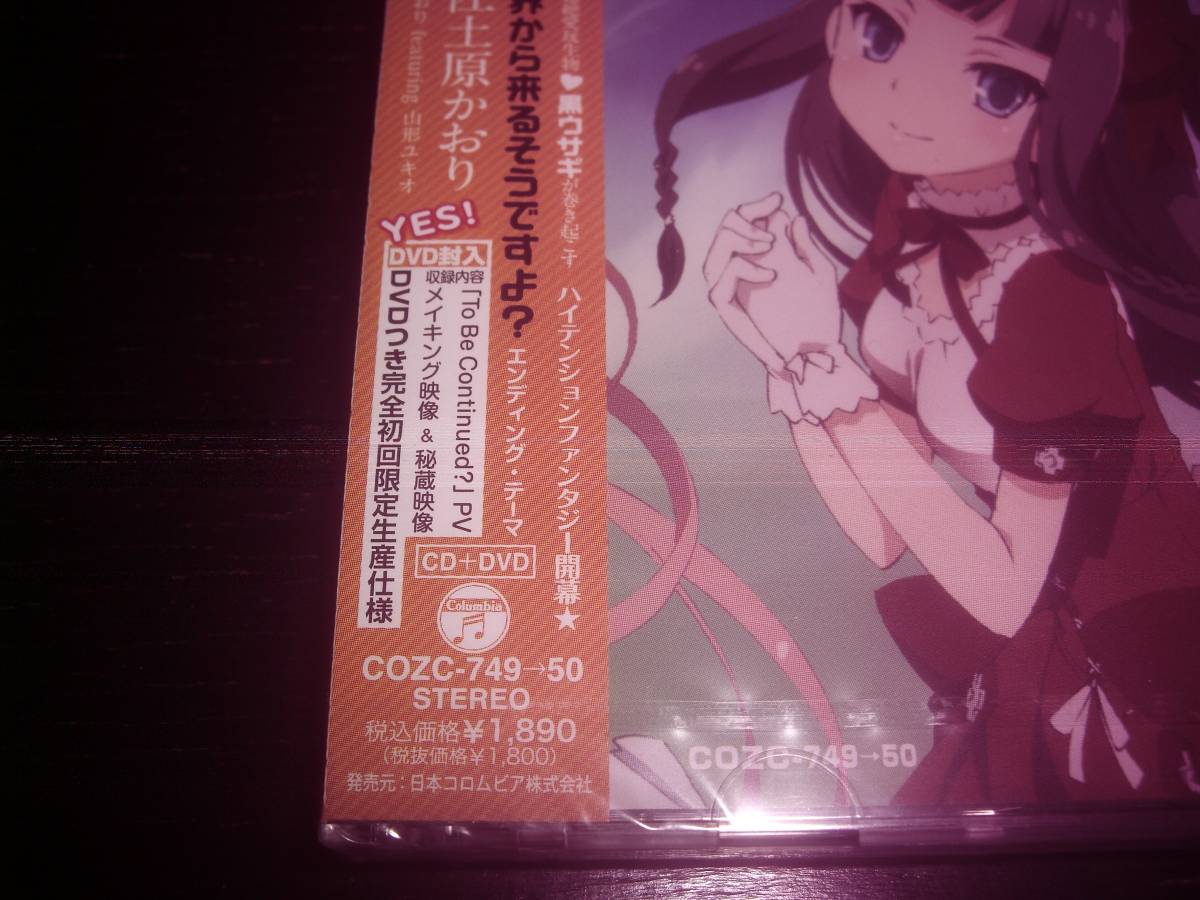 愛玩生物♥黒ウサギが巻き起こす ハイテンションファンタジー開幕★
界から来るそうですよ? エンディング・テーマ
土原かおり
おり featuring 山形ユキオ
YES!
DVD封入
収録内容
「To Be Continued?」PV
メイキング映像 & 秘蔵映像
DVDつき完全初回限定生産仕様
CD+DVD
Columbia
COZC-749→50
STEREO
税込価格¥1,890
(税抜価格¥1,800)
発売元:日本コロムビア株式会社
COZC-749→50